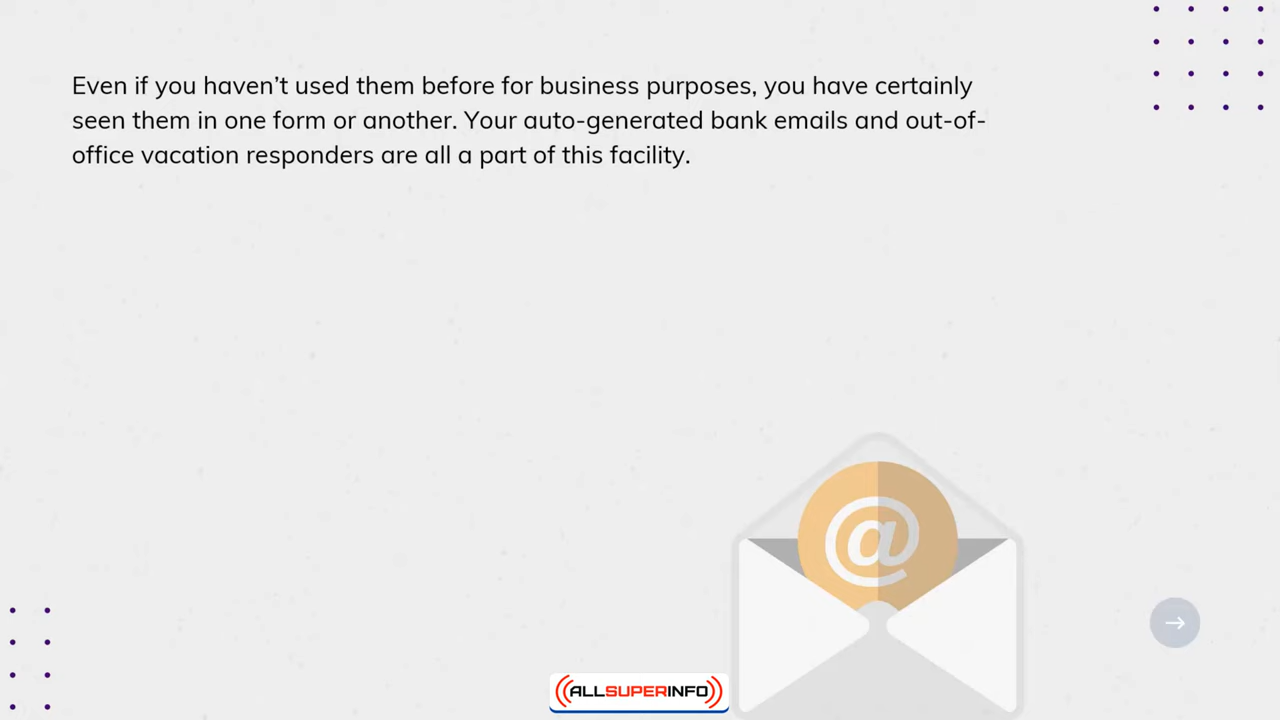 Even if you haven’t used them before for business purposes, you have certainly
seen them in one form or another. Your auto-generated bank emails and out-of-
office vacation responders are all a part of this facility.
@
ALLSUPERINFO